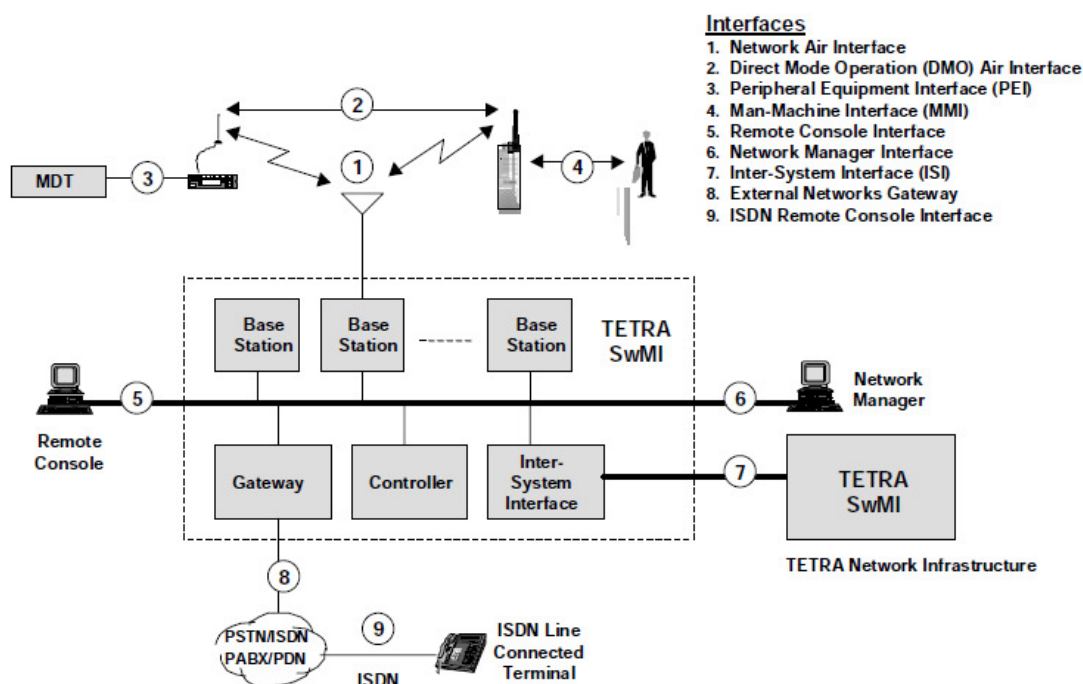 Interfaces
1. Network Air Interface
2. Direct Mode Operation (DMO) Air Interface
3. Peripheral Equipment Interface (PEI)
4. Man-Machine Interface (MMI)
5. Remote Console Interface
6. Network Manager Interface
7. Inter-System Interface (ISI)
8. External Networks Gateway
9. ISDN Remote Console Interface
2
1
MDT
3
4
Base
Station
Base
Station
Base
Station
TETRA
SwMI
5
6
Remote
Console
Network
Manager
Gateway
Controller
Inter-
System
Interface
7
TETRA
SwMI
TETRA Network Infrastructure
8
PSTN/ISDN
PABX/PDN
9
ISDN
ISDN Line
Connected
Terminal